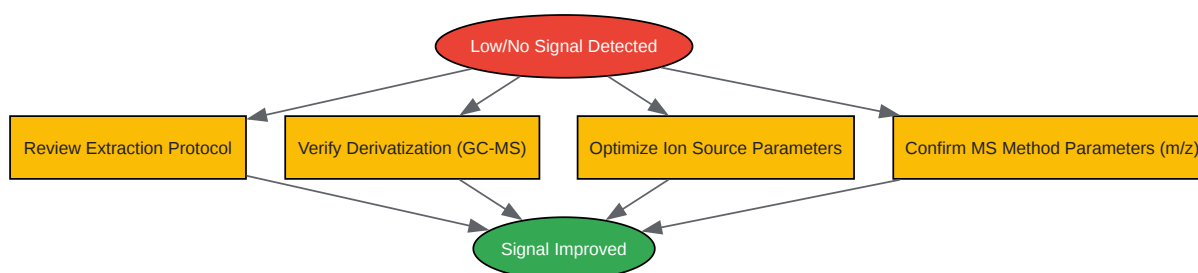 Low/No Signal Detected
Review Extraction Protocol
Verify Derivatization (GC-MS)
Optimize Ion Source Parameters
Confirm MS Method Parameters (m/z)
Signal Improved